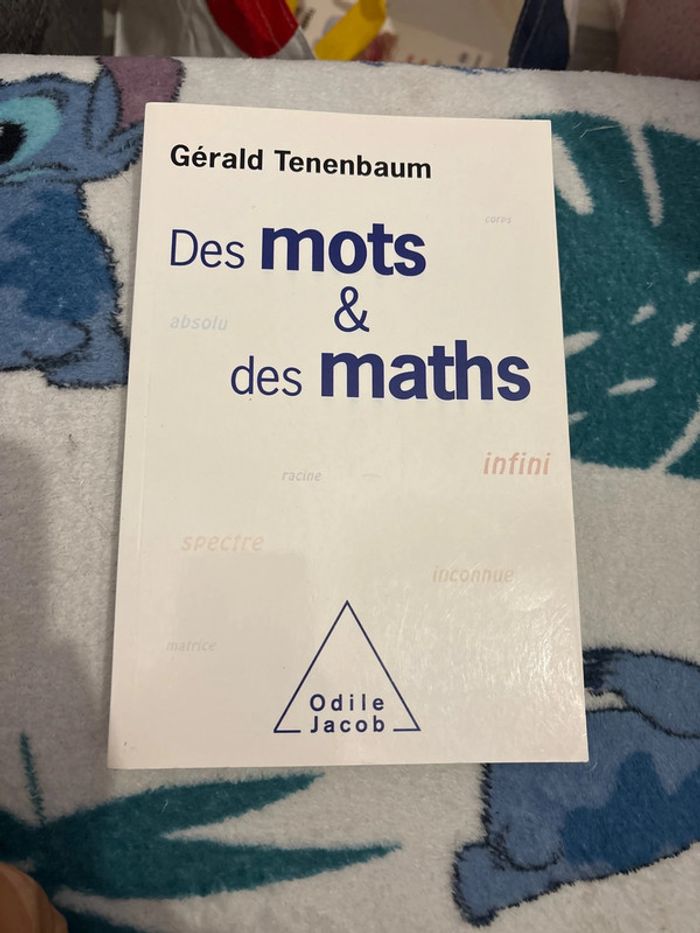 Gérald Tenenbaum
corps
Des mots
&
absolu
des maths
infini
racine
spectre
inconnue
matrice
Odile
Jacob